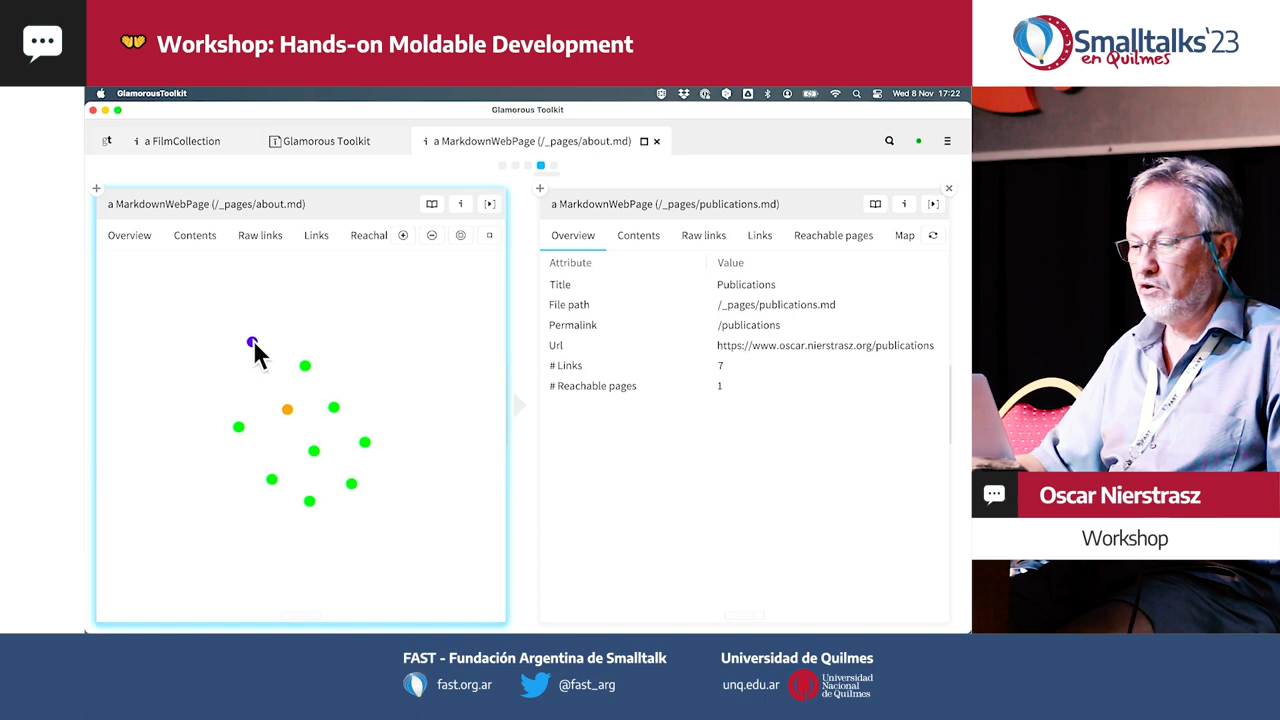 Workshop: Hands-on Moldable Development
Smalltalks'23
en Quilmes
GlamorousToolkit
Wed 8 Nov 17:22
Glamorous Toolkit
gt
i a FilmCollection
Glamorous Toolkit
i a MarkdownWebPage (/_pages/about.md)
a MarkdownWebPage (/_pages/about.md)
i
a MarkdownWebPage (/_pages/publications.md)
i
Overview Contents Raw links Links Reachal
Overview Contents Raw links Links Reachable pages Map
Attribute Value
Title Publications
File path /_pages/publications.md
Permalink /publications
Url https://www.oscar.nierstrasz.org/publications
# Links 7
# Reachable pages 1
Oscar Nierstrasz
Workshop
FAST - Fundación Argentina de Smalltalk
fast.org.ar
@fast_arg
Universidad de Quilmes
unq.edu.ar
Universidad
Nacional
de Quilmes